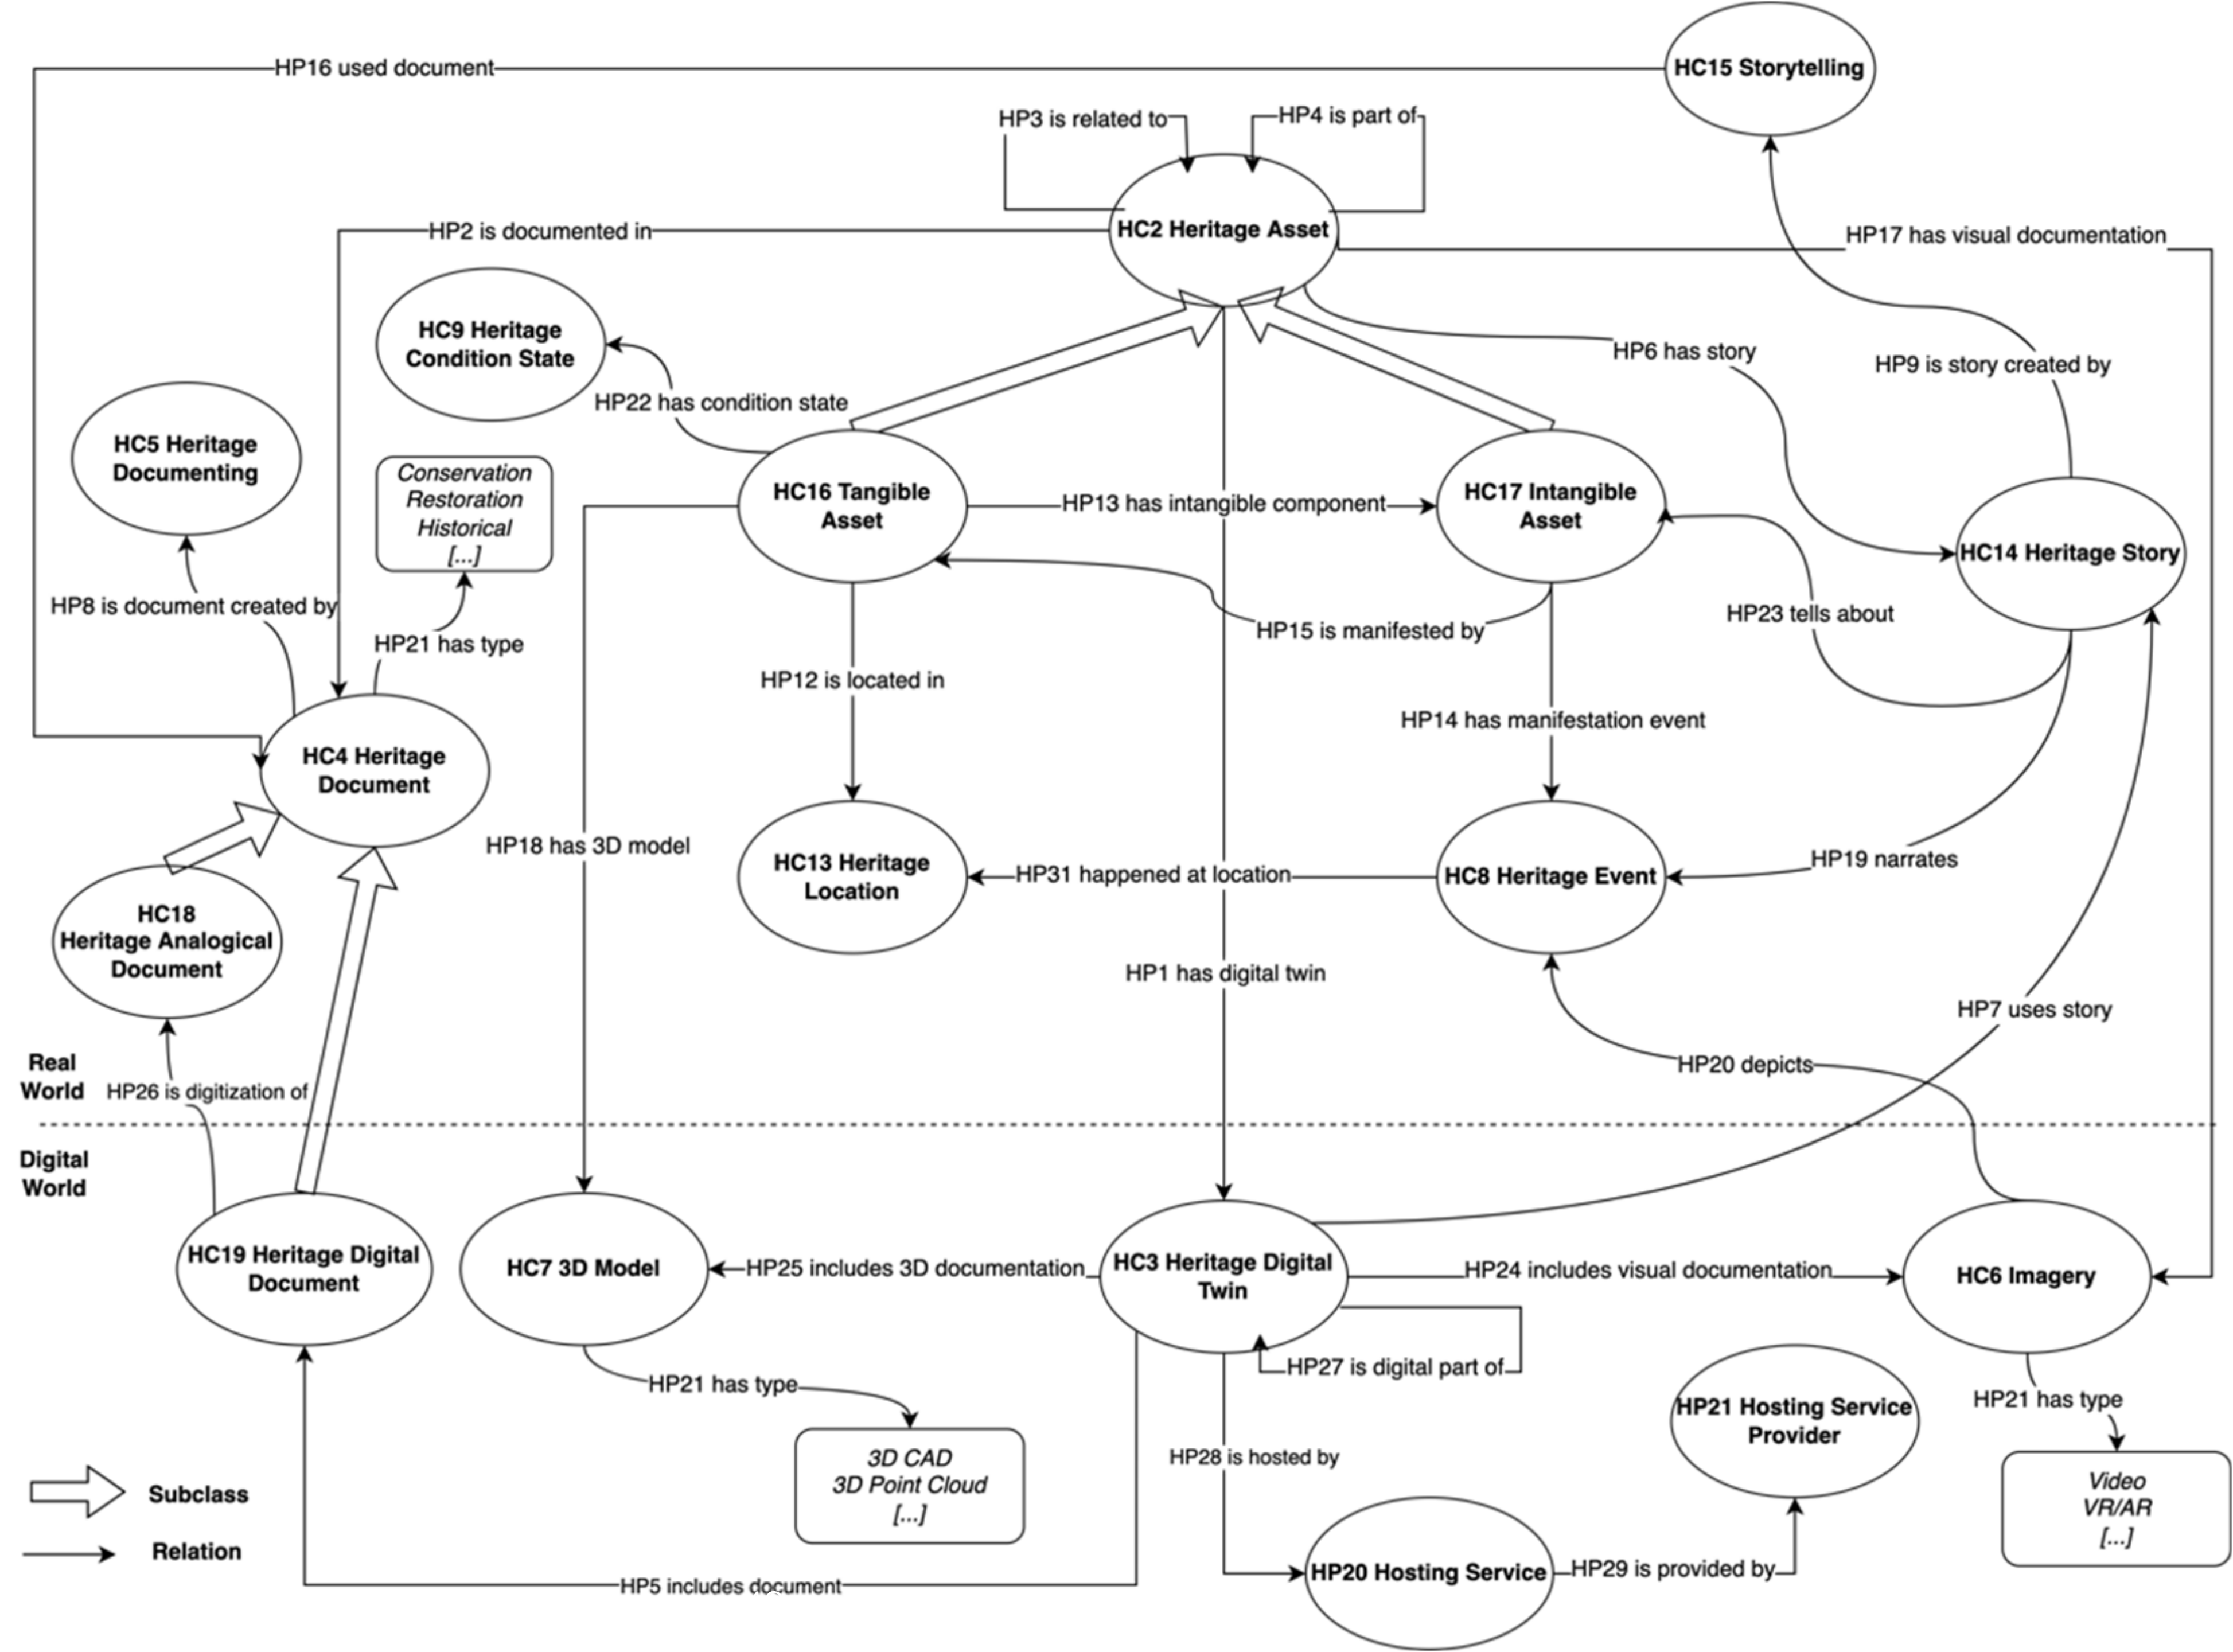 HC15 Storytelling
HP16 used document
HP3 is related to
HP4 is part of
HC2 Heritage Asset
HP2 is documented in
HP17 has visual documentation
HC9 Heritage
Condition State
HP6 has story
HP9 is story created by
HP22 has condition state
HC5 Heritage
Documenting
Conservation
Restoration
Historical
[...]
HC16 Tangible
Asset
HP13 has intangible component
HC17 Intangible
Asset
HC14 Heritage Story
HP8 is document created by
HP21 has type
HP15 is manifested by
HP23 tells about
HP12 is located in
HP14 has manifestation event
HC4 Heritage
Document
HP18 has 3D model
HC13 Heritage
Location
HP31 happened at location
HC8 Heritage Event
HP19 narrates
HC18
Heritage Analogical
Document
HP1 has digital twin
HP7 uses story
HP20 depicts
Real
World
HP26 is digitization of
Digital
World
HC19 Heritage Digital
Document
HC7 3D Model
HP25 includes 3D documentation
HC3 Heritage Digital
Twin
HP24 includes visual documentation
HC6 Imagery
HP27 is digital part of
HP21 has type
HP21 Hosting Service
Provider
HP21 has type
3D CAD
3D Point Cloud
[...]
HP28 is hosted by
Video
VR/AR
[...]
Subclass
Relation
HP20 Hosting Service
HP29 is provided by
HP5 includes document